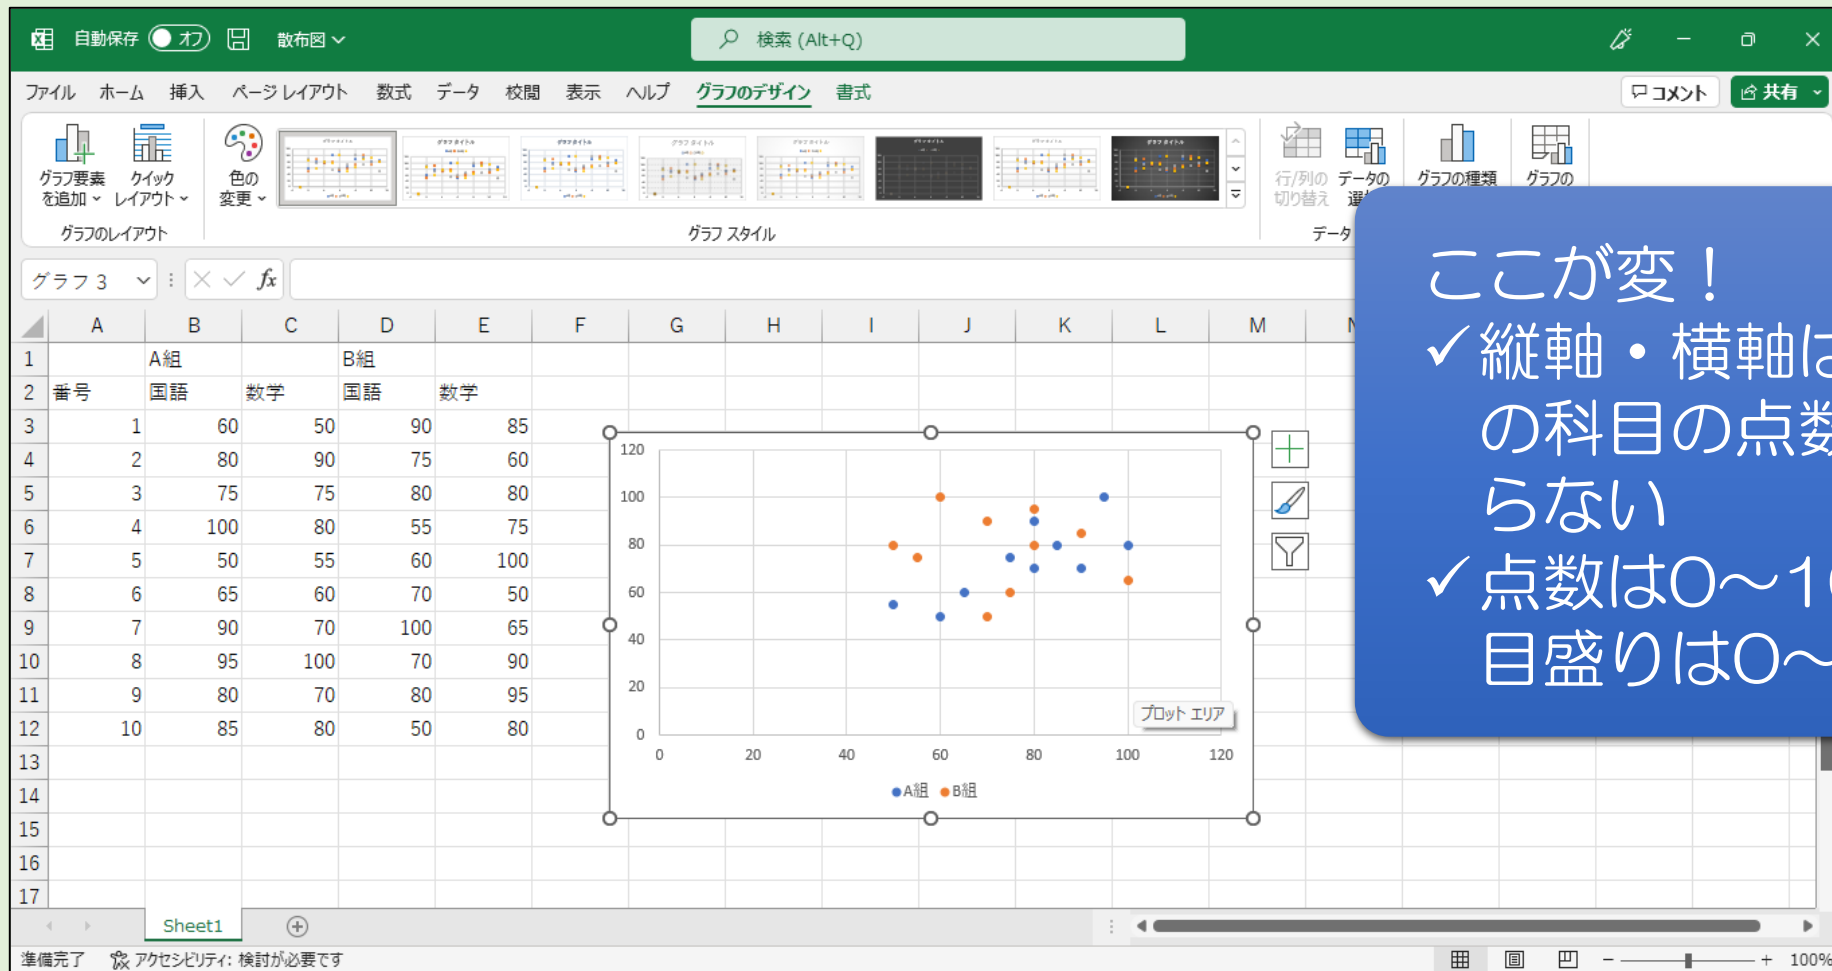 自動保存 オフ 散布図 検索 (Alt+Q)
ファイル ホーム 挿入 ページ レイアウト 数式 データ 校閲 表示 ヘルプ グラフのデザイン 書式 コメント 共有
グラフ要素を追加 クイックレイアウト 色の変更 行/列の切り替え データの選 グラフの種類 グラフの
グラフのレイアウト グラフ スタイル データ
グラフ 3 fx
A B C D E F G H I J K L M
1 A組 B組
2 番号 国語 数学 国語 数学
3 1 60 50 90 85
4 2 80 90 75 60
5 3 75 75 80 80
6 4 100 80 55 75
7 5 50 55 60 100
8 6 65 60 70 50
9 7 90 70 100 65
10 8 95 100 70 90
11 9 80 70 80 95
12 10 85 80 50 80
13
14
15
16
17
120
100
80
60
40
20
0
0 20 40 60 80 100 120
プロット エリア
A組 B組
ここが変！
✓縦軸・横軸は
の科目の点数
らない
✓点数は0～10
目盛りは0～
Sheet1
準備完了 アクセシビリティ: 検討が必要です 100%